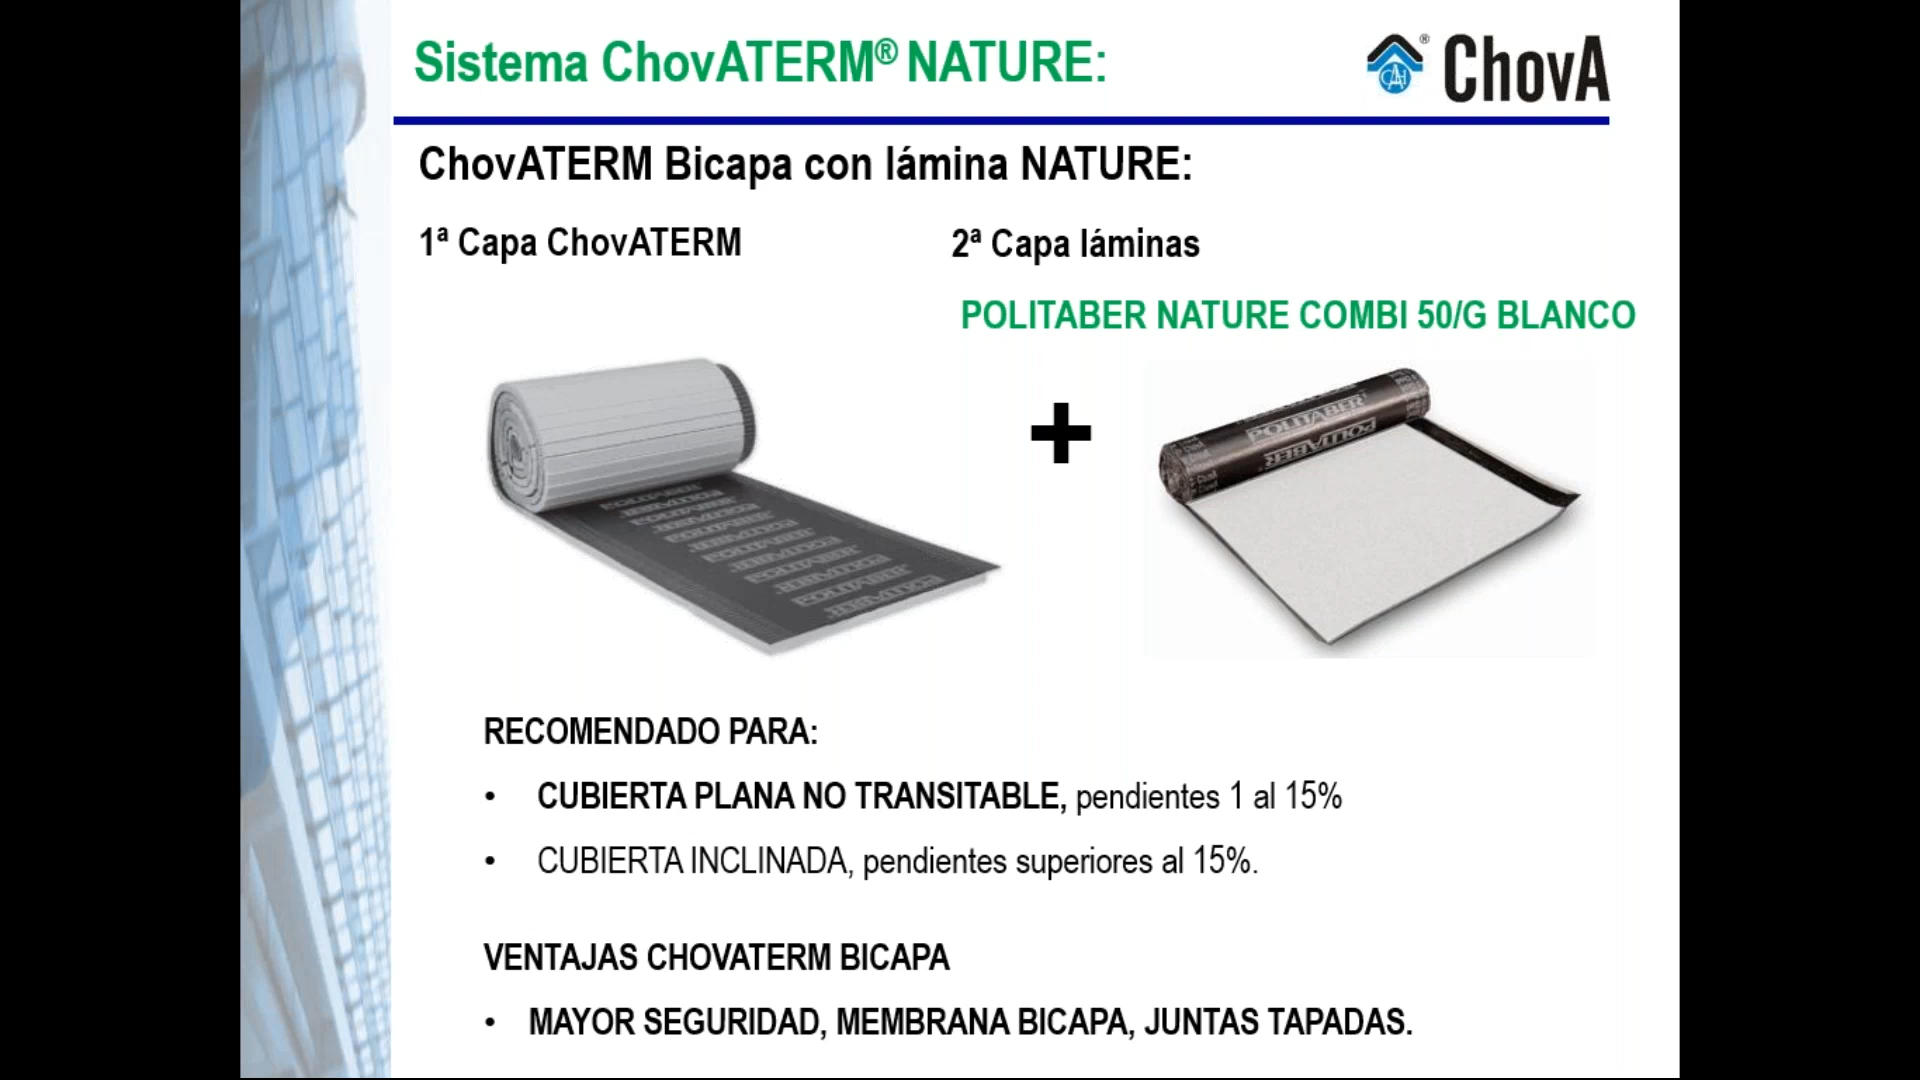 Sistema ChovATERM® NATURE:
® ChovA
ChovATERM Bicapa con lámina NATURE:
1ª Capa ChovATERM
2ª Capa láminas
POLITABER NATURE COMBI 50/G BLANCO
+
POLITABER
POLITABER
POLITABER
RECOMENDADO PARA:
• CUBIERTA PLANA NO TRANSITABLE, pendientes 1 al 15%
• CUBIERTA INCLINADA, pendientes superiores al 15%.
VENTAJAS CHOVATERM BICAPA
• MAYOR SEGURIDAD, MEMBRANA BICAPA, JUNTAS TAPADAS.